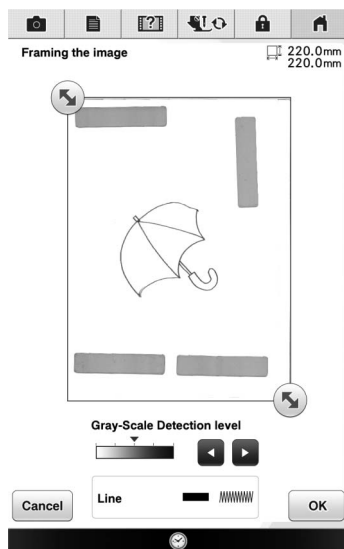 Framing the image
220.0mm
220.0mm
Gray-Scale Detection level
Line
Cancel
OK